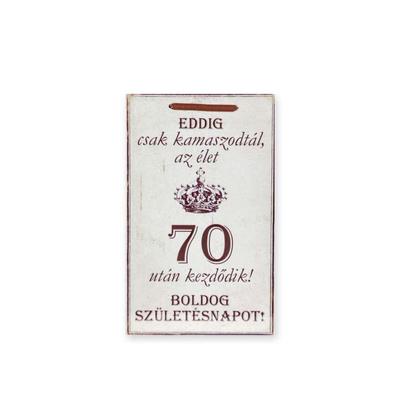 EDDIG
csak kamaszodtál,
az élet
70
után kezdődik!
BOLDOG
SZÜLETÉSNAPOT!